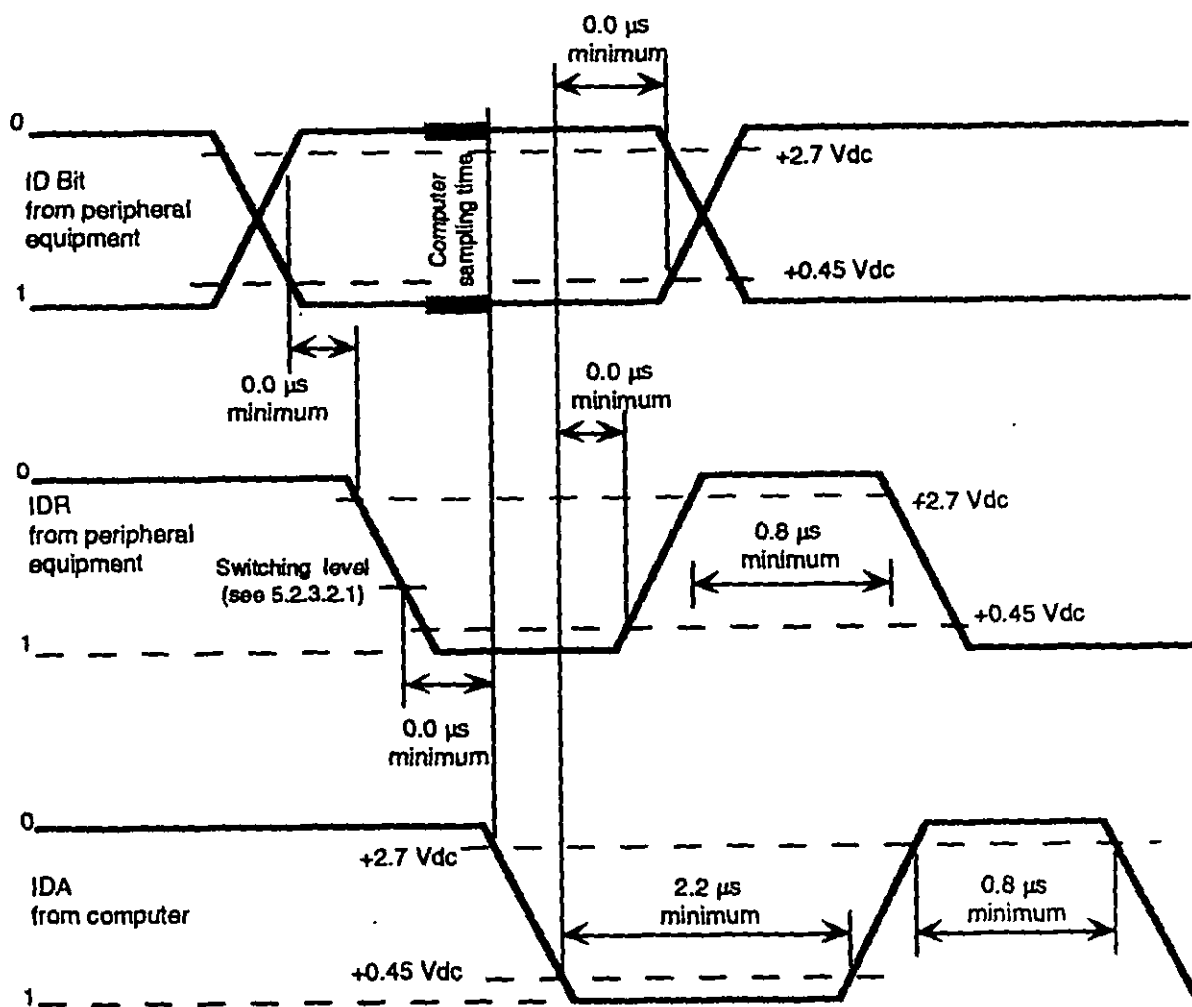 0.0 µs
minimum
0
ID Bit
from peripheral
equipment
1
Computer
sampling time
+2.7 Vdc
+0.45 Vdc
0.0 µs
minimum
0.0 µs
minimum
0
IDR
from peripheral
equipment
Switching level
(see 5.2.3.2.1)
1
+2.7 Vdc
0.8 µs
minimum
+0.45 Vdc
0.0 µs
minimum
0
+2.7 Vdc
IDA
from computer
2.2 µs
minimum
0.8 µs
minimum
+0.45 Vdc
1